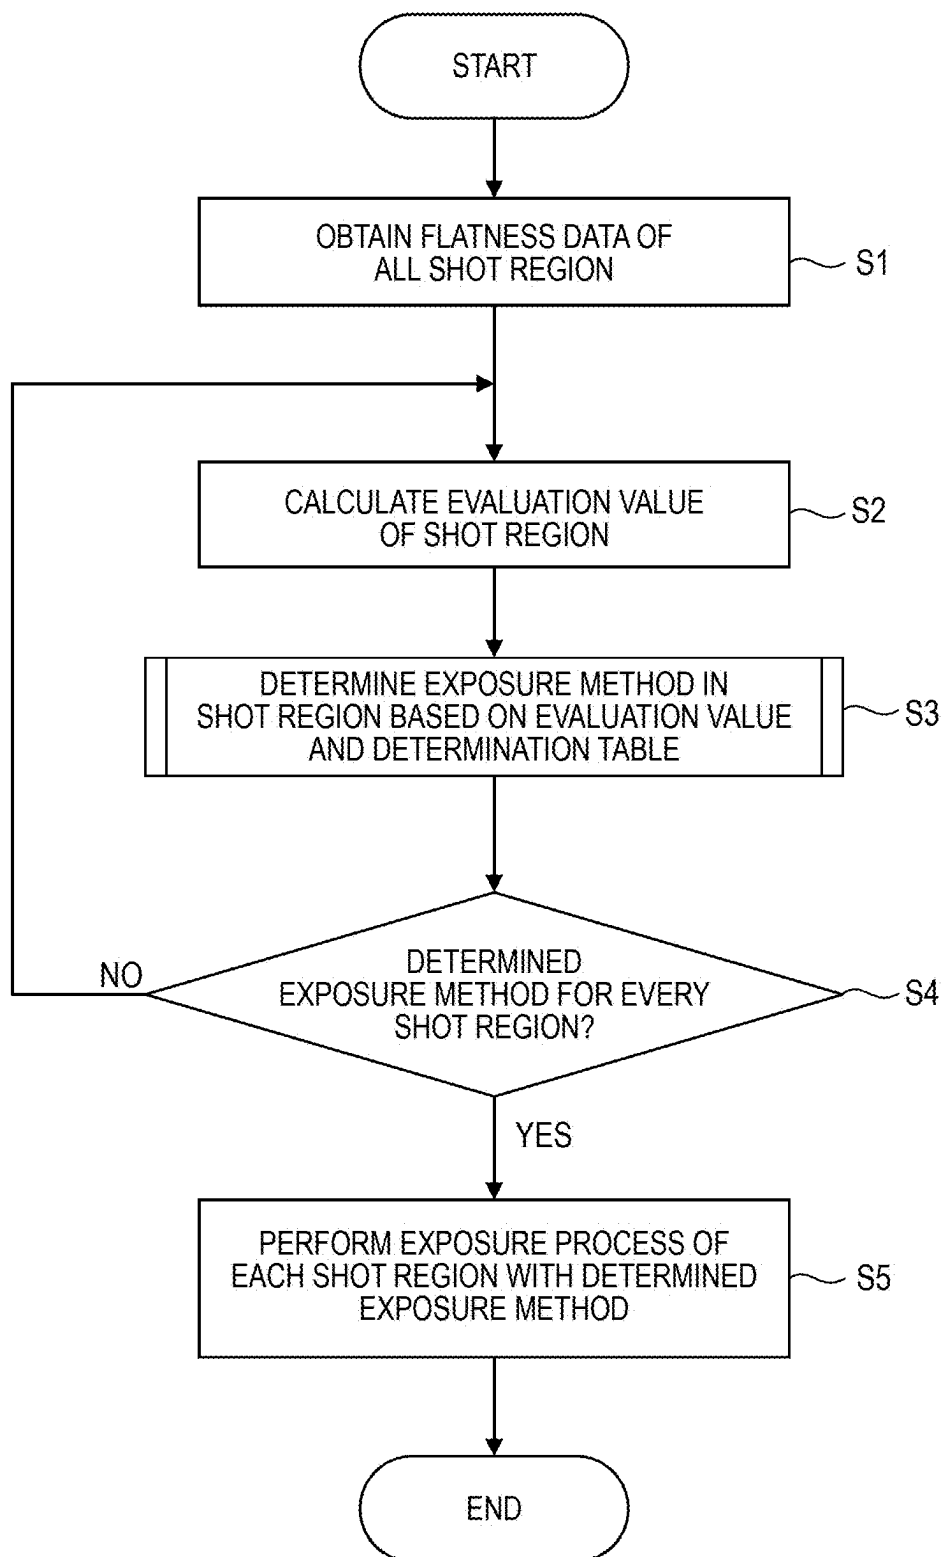 START
OBTAIN FLATNESS DATA OF
ALL SHOT REGION
S1
CALCULATE EVALUATION VALUE
OF SHOT REGION
S2
DETERMINE EXPOSURE METHOD IN
SHOT REGION BASED ON EVALUATION VALUE
AND DETERMINATION TABLE
S3
DETERMINED
EXPOSURE METHOD FOR EVERY
SHOT REGION?
S4
NO
YES
PERFORM EXPOSURE PROCESS OF
EACH SHOT REGION WITH DETERMINED
EXPOSURE METHOD
S5
END